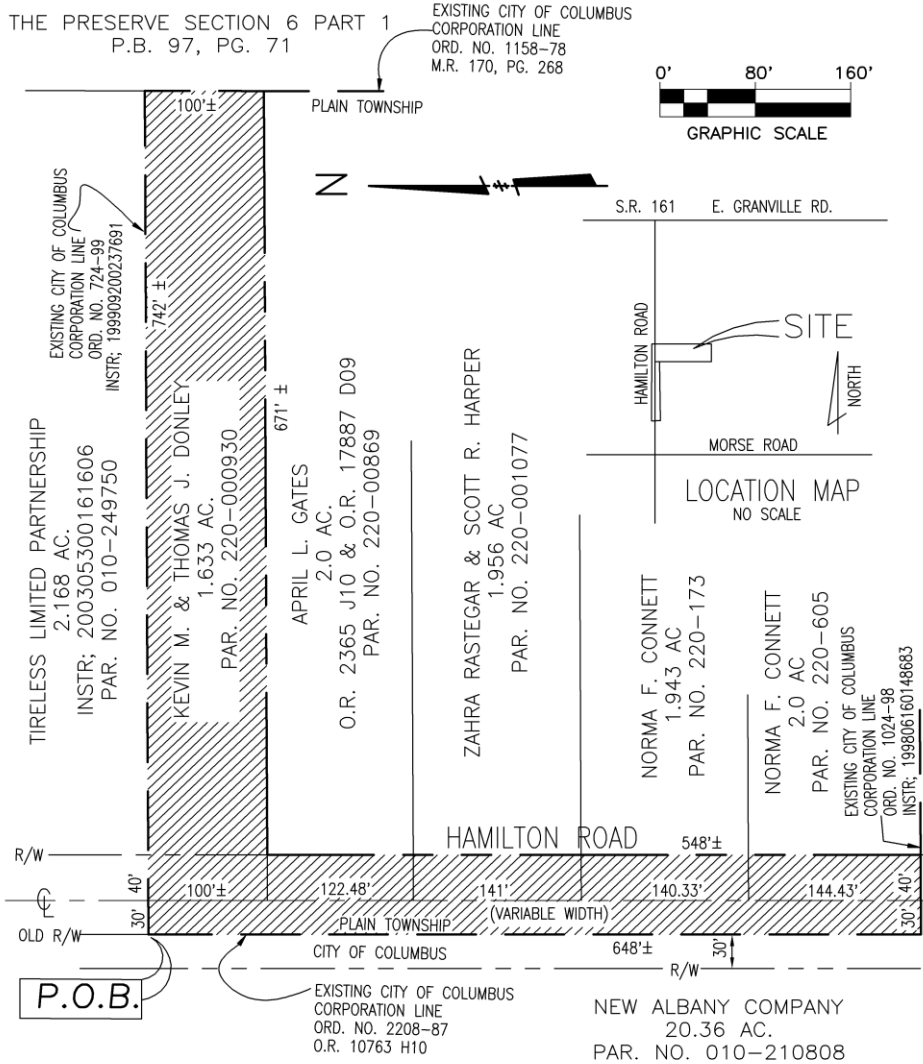 THE PRESERVE SECTION 6 PART 1
P.B. 97, PG. 71
EXISTING CITY OF COLUMBUS
CORPORATION LINE
ORD. NO. 1158-78
M.R. 170, PG. 268
0' 80' 160'
GRAPHIC SCALE
100'±
PLAIN TOWNSHIP
N
S.R. 161 E. GRANVILLE RD.
HAMILTON ROAD
SITE
NORTH
MORSE ROAD
LOCATION MAP
NO SCALE
EXISTING CITY OF COLUMBUS
CORPORATION LINE
ORD. NO. 724-99
INSTR; 199909200237691
742' ±
671' ±
TIRELESS LIMITED PARTNERSHIP
2.168 AC.
INSTR; 200305300161606
PAR. NO. 010-249750
KEVIN M. & THOMAS J. DONLEY
1.633 AC.
PAR. NO. 220-000930
APRIL L. GATES
2.0 AC.
O.R. 2365 J10 & O.R. 17887 D09
PAR. NO. 220-00869
ZAHRA RASTEGAR & SCOTT R. HARPER
1.956 AC
PAR. NO. 220-001077
NORMA F. CONNETT
1.943 AC
PAR. NO. 220-173
NORMA F. CONNETT
2.0 AC
PAR. NO. 220-605
EXISTING CITY OF COLUMBUS
CORPORATION LINE
ORD. NO. 1024-98
INSTR; 199806160148683
HAMILTON ROAD
548'±
R/W
40'
100'±
122.48'
141'
140.33'
144.43'
40'
℄
30'
(VARIABLE WIDTH)
30'
PLAIN TOWNSHIP
OLD R/W
CITY OF COLUMBUS
648'±
30'
R/W
P.O.B.
EXISTING CITY OF COLUMBUS
CORPORATION LINE
ORD. NO. 2208-87
O.R. 10763 H10
NEW ALBANY COMPANY
20.36 AC.
PAR. NO. 010-210808